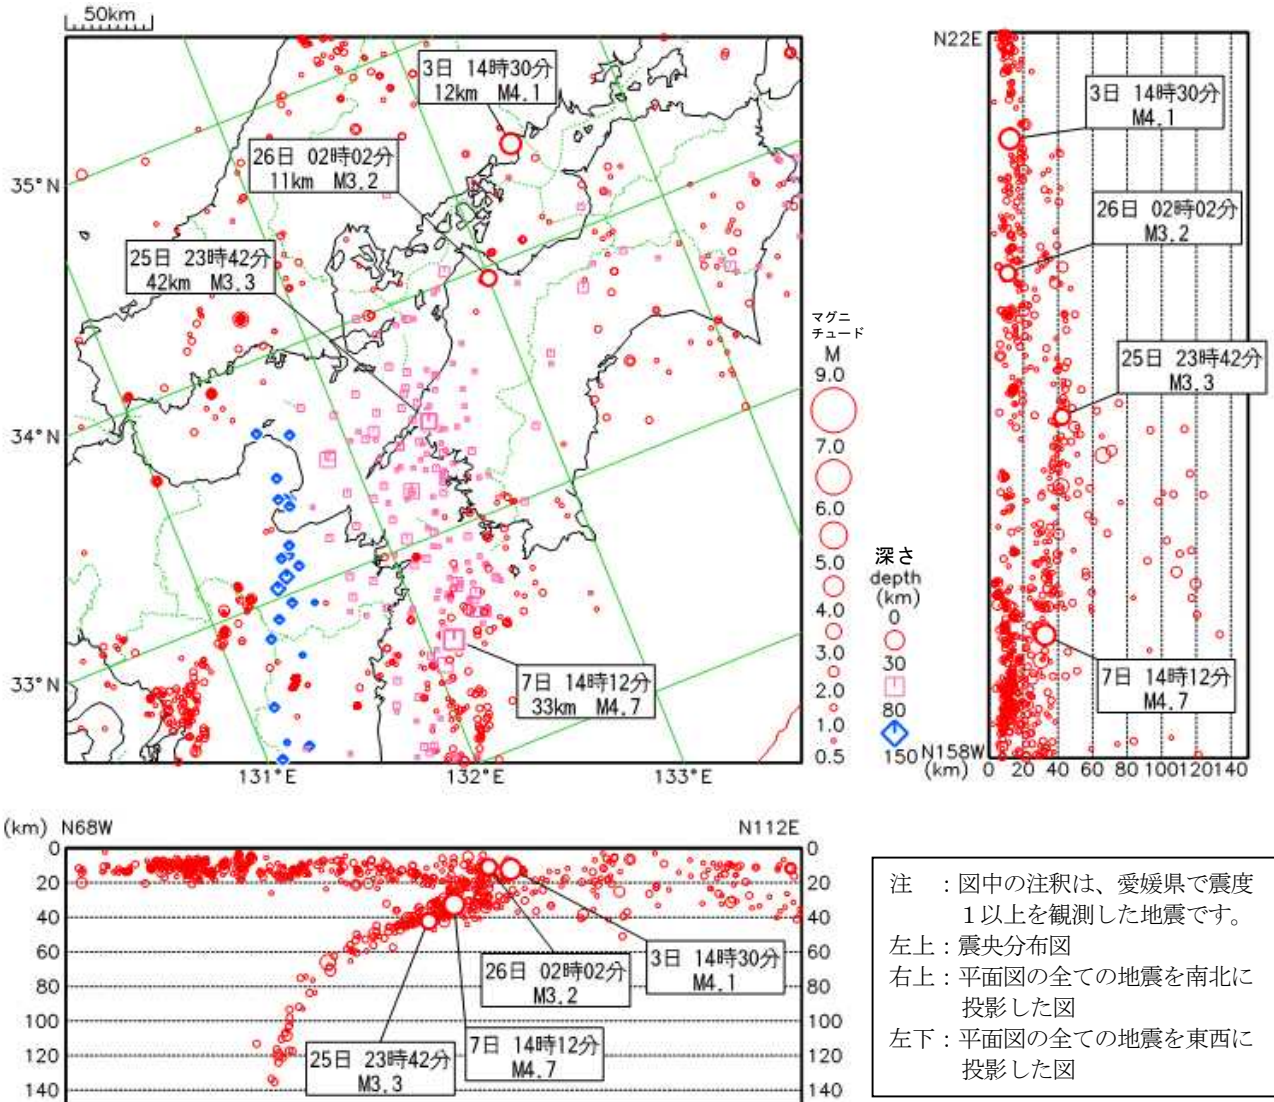 50km
3日 14時30分
12km M4.1
26日 02時02分
11km M3.2
25日 23時42分
42km M3.3
7日 14時12分
33km M4.7
35°N
34°N
33°N
131°E
132°E
133°E
マグニ
チュード
M
9.0
7.0
6.0
5.0
4.0
3.0
2.0
1.0
0.5
深さ
depth
(km)
0
30
80
150
N22E
3日 14時30分
M4.1
26日 02時02分
M3.2
25日 23時42分
M3.3
7日 14時12分
M4.7
N158W
(km) 0 20 40 60 80 100 120 140
(km) N68W
N112E
0 0
20 20
40 40
60 60
80 80
100 100
120 120
140 140
3日 14時30分
M4.1
26日 02時02分
M3.2
7日 14時12分
M4.7
25日 23時42分
M3.3
注 ：図中の注釈は、愛媛県で震度
１以上を観測した地震です。
左上：震央分布図
右上：平面図の全ての地震を南北に
投影した図
左下：平面図の全ての地震を東西に
投影した図